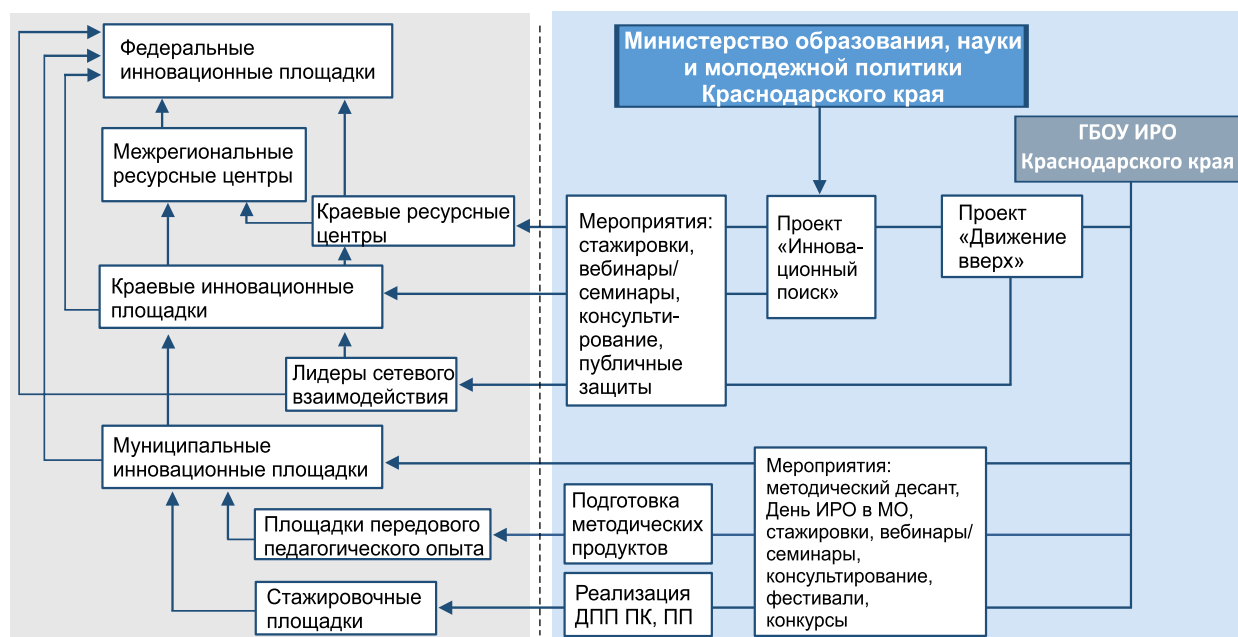 Федеральные
инновационные площадки
Межрегиональные
ресурсные центры
Краевые ресурсные
центры
Краевые инновационные
площадки
Лидеры сетевого
взаимодействия
Муниципальные
инновационные площадки
Площадки передового
педагогического опыта
Стажировочные
площадки
Министерство образования, науки
и молодежной политики
Краснодарского края
ГБОУ ИРО
Краснодарского края
Мероприятия:
стажировки,
вебинары/
семинары,
консульти-
рование,
публичные
защиты
Проект
«Иннова-
ционный
поиск»
Проект
«Движение
вверх»
Подготовка
методических
продуктов
Реализация
ДПП ПК, ПП
Мероприятия:
методический десант,
День ИРО в МО,
стажировки, вебинары/
семинары,
консультирование,
фестивали,
конкурсы